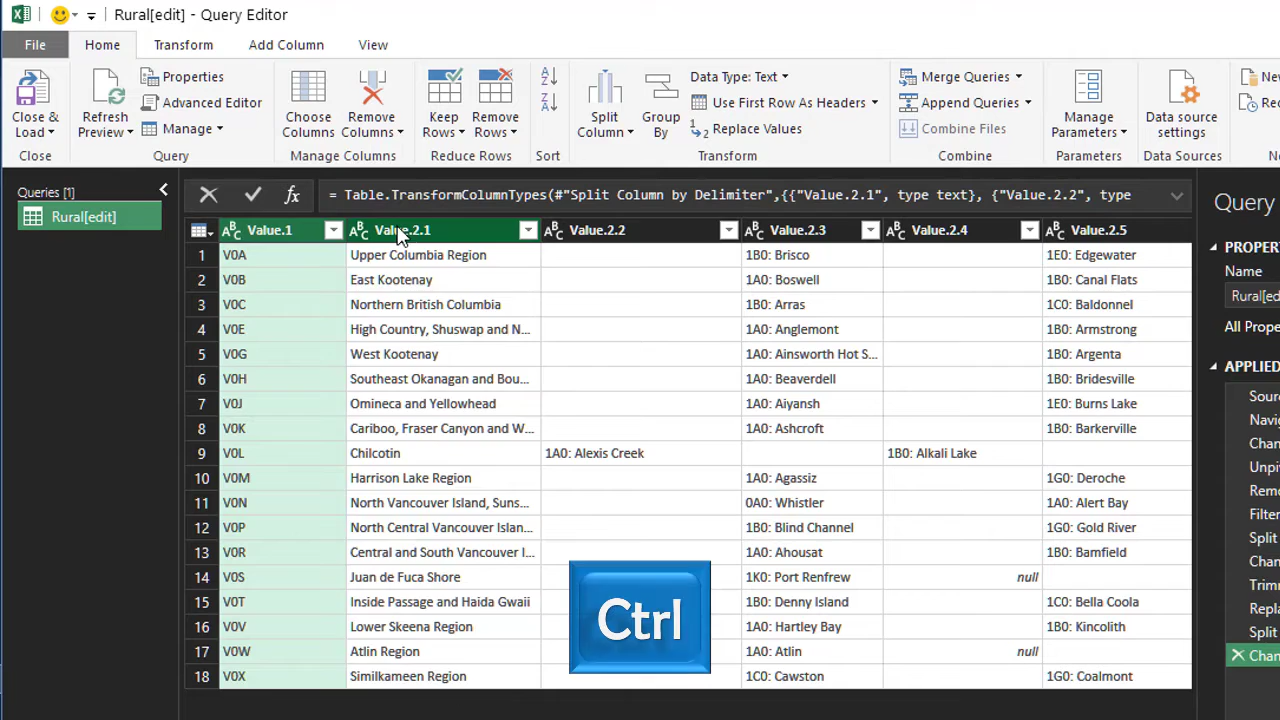 Rural[edit] - Query Editor
File Home Transform Add Column View
Close & Load
Refresh Preview
Properties
Advanced Editor
Manage
Choose Columns
Remove Columns
Keep Rows
Remove Rows
Split Column
Group By
Data Type: Text
Use First Row As Headers
Replace Values
Merge Queries
Append Queries
Combine Files
Manage Parameters
Data source settings
Close Query Manage Columns Reduce Rows Sort Transform Combine Parameters Data Sources
Queries [1]
Rural[edit]
= Table.TransformColumnTypes(#"Split Column by Delimiter",{{"Value.2.1", type text}, {"Value.2.2", type
Value.1 Value.2.1 Value.2.2 Value.2.3 Value.2.4 Value.2.5
1 V0A Upper Columbia Region 1B0: Brisco 1E0: Edgewater
2 V0B East Kootenay 1A0: Boswell 1B0: Canal Flats
3 V0C Northern British Columbia 1B0: Arras 1C0: Baldonnel
4 V0E High Country, Shuswap and N... 1A0: Anglemont 1B0: Armstrong
5 V0G West Kootenay 1A0: Ainsworth Hot S... 1B0: Argenta
6 V0H Southeast Okanagan and Bou... 1A0: Beaverdell 1B0: Bridesville
7 V0J Omineca and Yellowhead 1A0: Aiyansh 1E0: Burns Lake
8 V0K Cariboo, Fraser Canyon and W... 1A0: Ashcroft 1B0: Barkerville
9 V0L Chilcotin 1A0: Alexis Creek 1B0: Alkali Lake
10 V0M Harrison Lake Region 1A0: Agassiz 1G0: Deroche
11 V0N North Vancouver Island, Suns... 0A0: Whistler 1A0: Alert Bay
12 V0P North Central Vancouver Islan... 1B0: Blind Channel 1G0: Gold River
13 V0R Central and South Vancouver I... 1A0: Ahousat 1B0: Bamfield
14 V0S Juan de Fuca Shore 1K0: Port Renfrew null
15 V0T Inside Passage and Haida Gwaii 1B0: Denny Island 1C0: Bella Coola
16 V0V Lower Skeena Region 1A0: Hartley Bay 1B0: Kincolith
17 V0W Atlin Region 1A0: Atlin null
18 V0X Similkameen Region 1C0: Cawston 1G0: Coalmont
Ctrl
Query
PROPER
Name
Rural[ed
All Prope
APPLIED
Sourc
Navig
Chan
Unpi
Remo
Filter
Split
Chan
Trim
Repla
Split
Chan